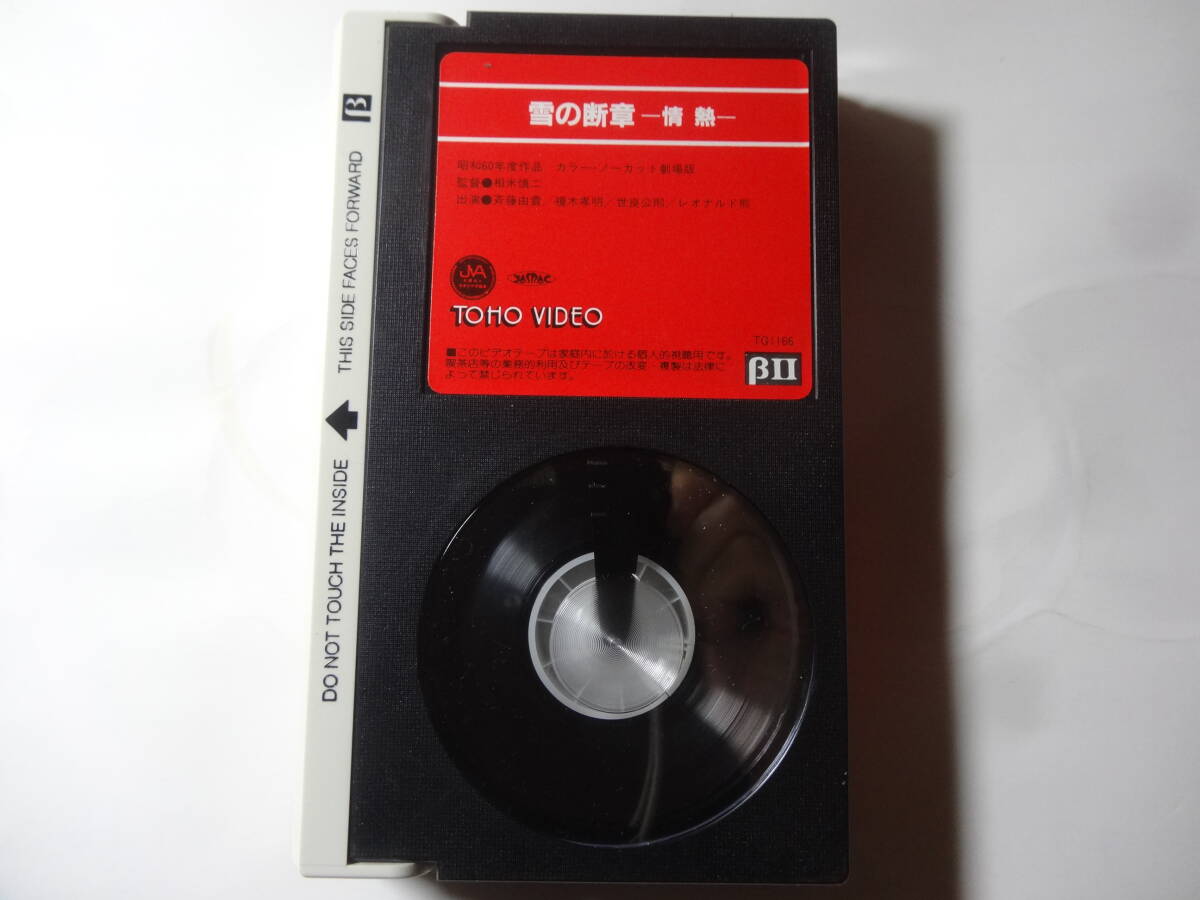 雪の断章 ―情 熱―
昭和60年度作品　カラー・ノーカット劇場版
監督●相米慎二
出演●斉藤由貴／榎木孝明／世良公則／レオナルド熊
JVA
JASRAC
TOHO VIDEO
TG1166
■このビデオテープは家庭内に於ける個人的視聴用です。
喫茶店等の業務的利用及びテープの改変・複製は法律に
よって禁じられています。
βII
β
THIS SIDE FACES FORWARD
DO NOT TOUCH THE INSIDE